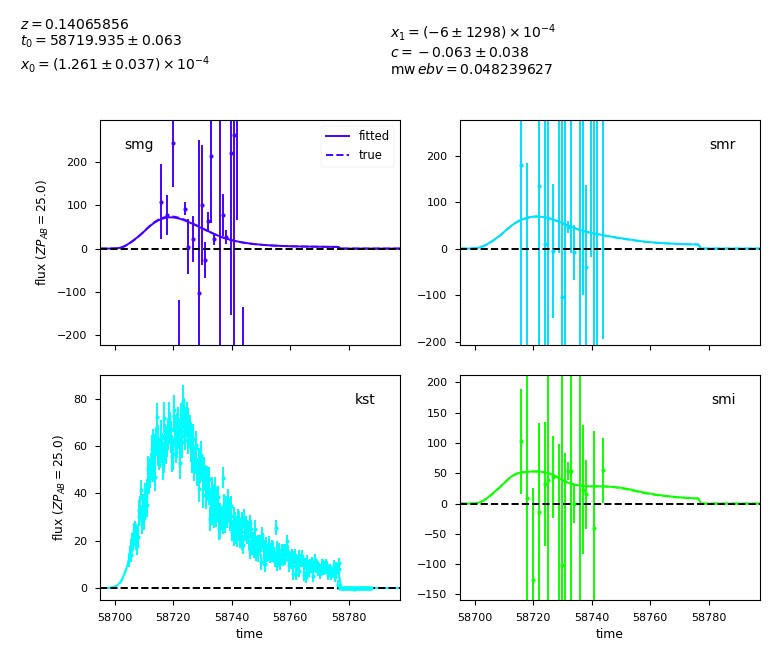 z = 0.14065856
t₀ = 58719.935 ± 0.063
x₀ = (1.261 ± 0.037) × 10⁻⁴
x₁ = (−6 ± 1298) × 10⁻⁴
c = −0.063 ± 0.038
mw ebv = 0.048239627
smg
fitted
true
200
100
0
−100
−200
flux (ZP_AB = 25.0)
smr
200
100
0
−100
−200
kst
80
60
40
20
0
flux (ZP_AB = 25.0)
58700 58720 58740 58760 58780
time
smi
200
150
100
50
0
−50
−100
−150
58700 58720 58740 58760 58780
time